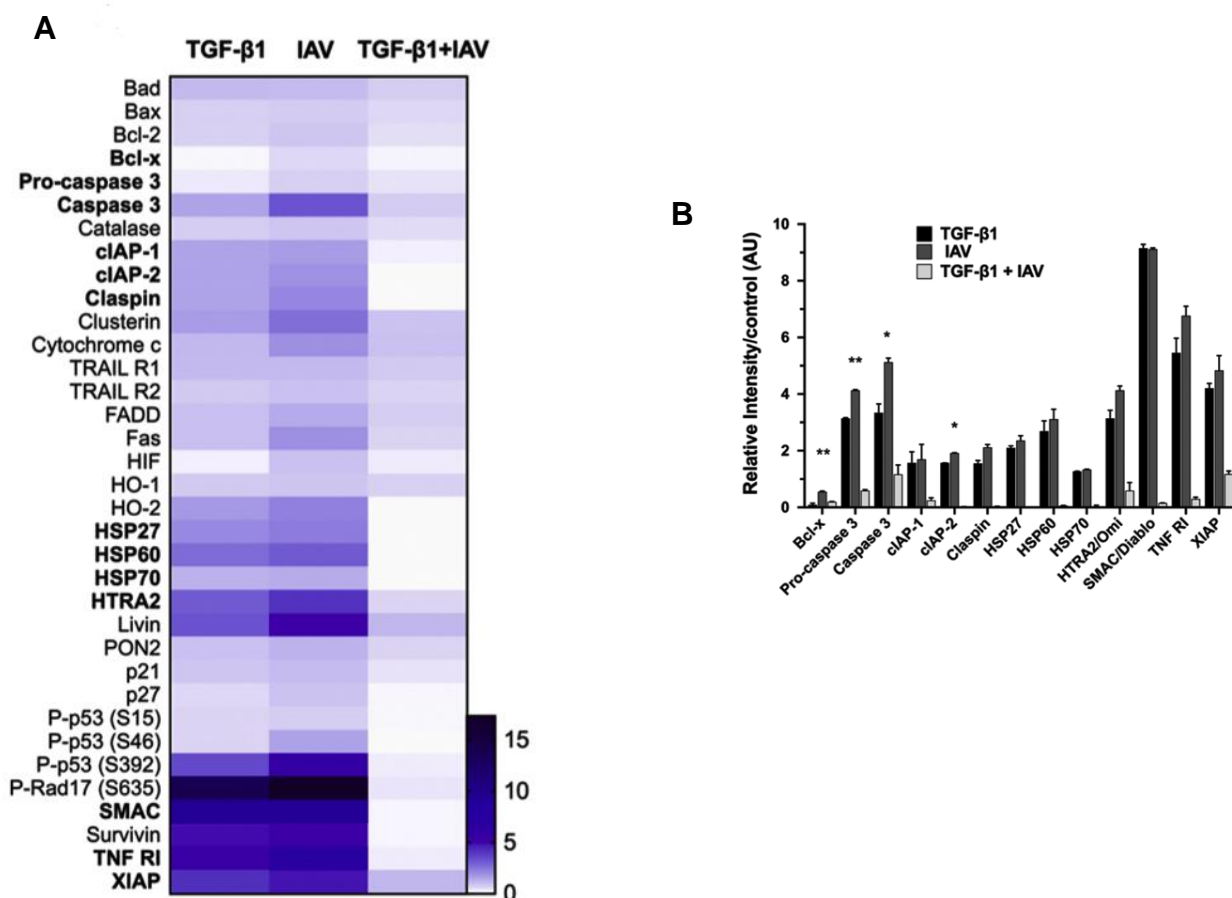 A
TGF-β1 IAV TGF-β1+IAV
Bad
Bax
Bcl-2
Bcl-x
Pro-caspase 3
Caspase 3
Catalase
cIAP-1
cIAP-2
Claspin
Clusterin
Cytochrome c
TRAIL R1
TRAIL R2
FADD
Fas
HIF
HO-1
HO-2
HSP27
HSP60
HSP70
HTRA2
Livin
PON2
p21
p27
P-p53 (S15)
P-p53 (S46)
P-p53 (S392)
P-Rad17 (S635)
SMAC
Survivin
TNF RI
XIAP
15
10
5
0
B
Relative Intensity/control (AU)
10
8
6
4
2
0
TGF-β1
IAV
TGF-β1 + IAV
** ** * *
Bcl-x
Pro-caspase 3
Caspase 3
cIAP-1
cIAP-2
Claspin
HSP27
HSP60
HSP70
HTRA2/Omi
SMAC/Diablo
TNF RI
XIAP